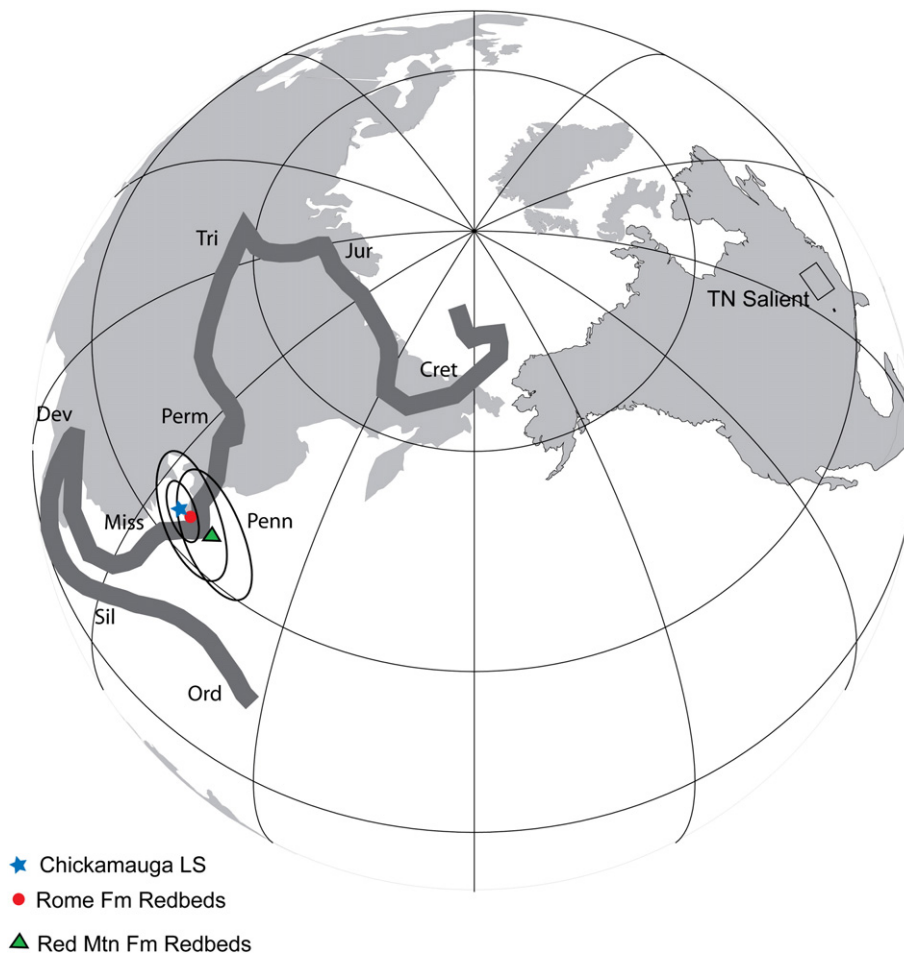 Tri
Jur
TN Salient
Cret
Dev
Perm
Miss
Penn
Sil
Ord
Chickamauga LS
Rome Fm Redbeds
Red Mtn Fm Redbeds